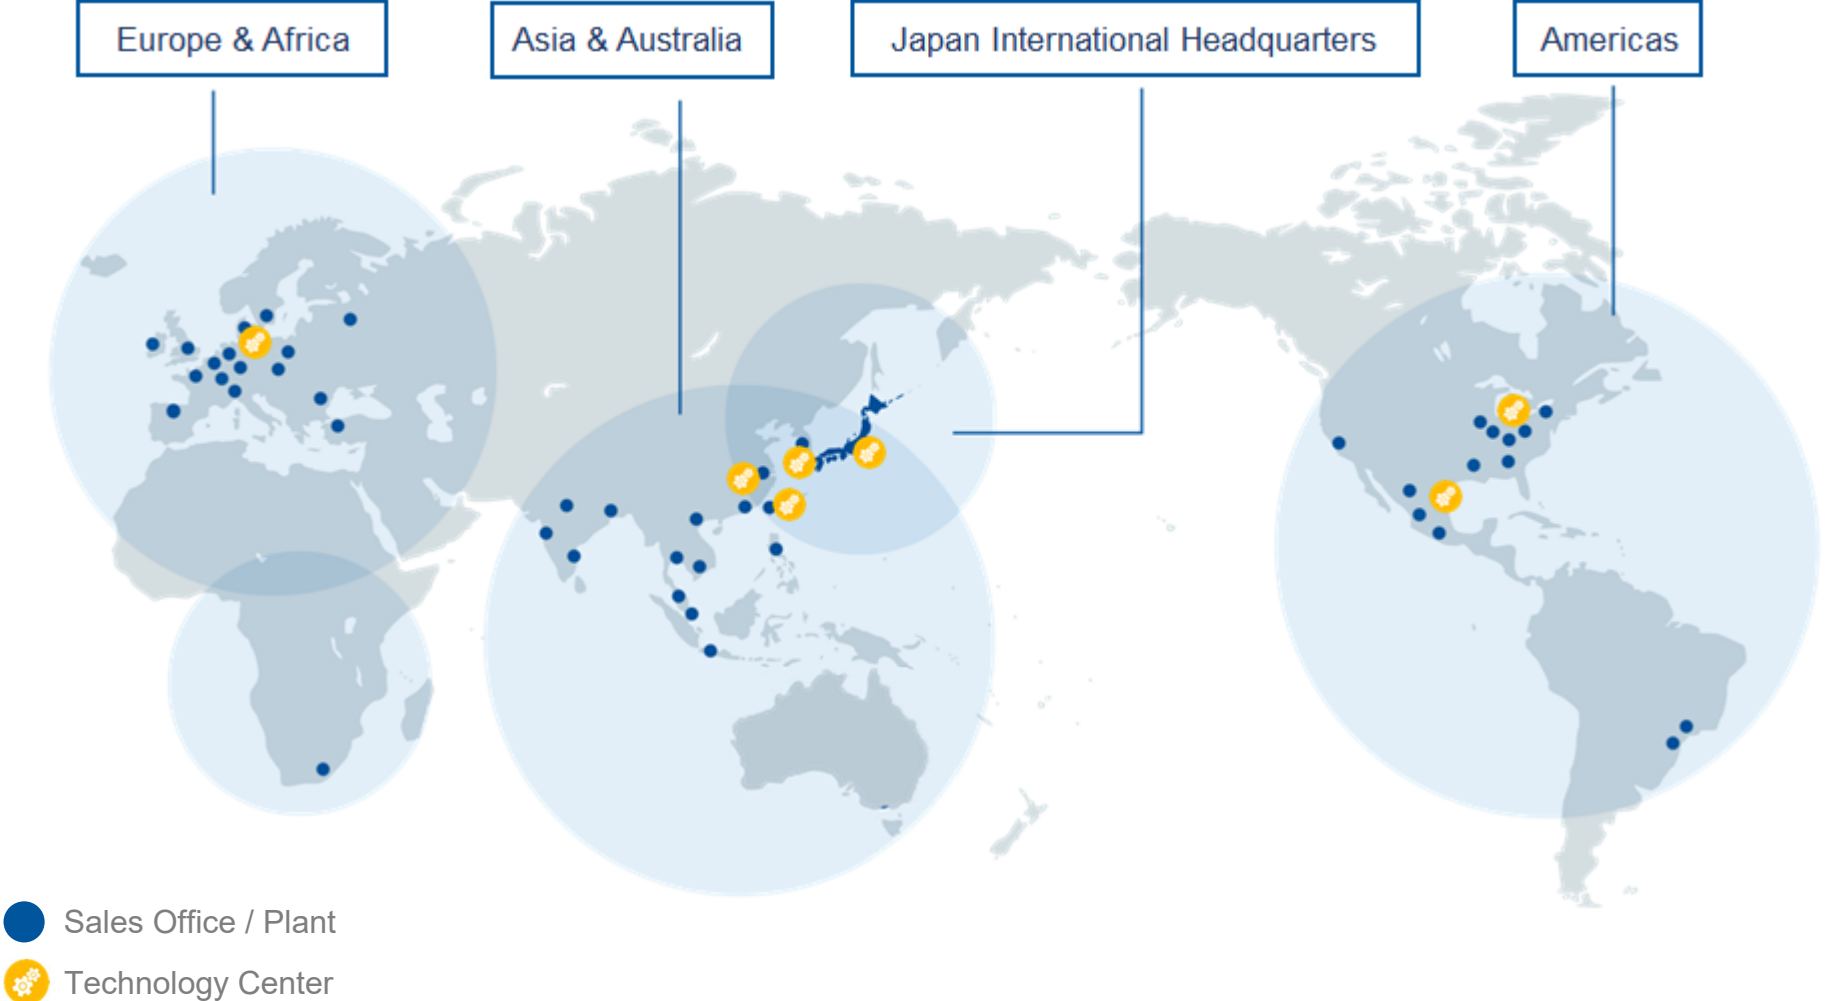 Europe & Africa
Asia & Australia
Japan International Headquarters
Americas
Sales Office / Plant
Technology Center